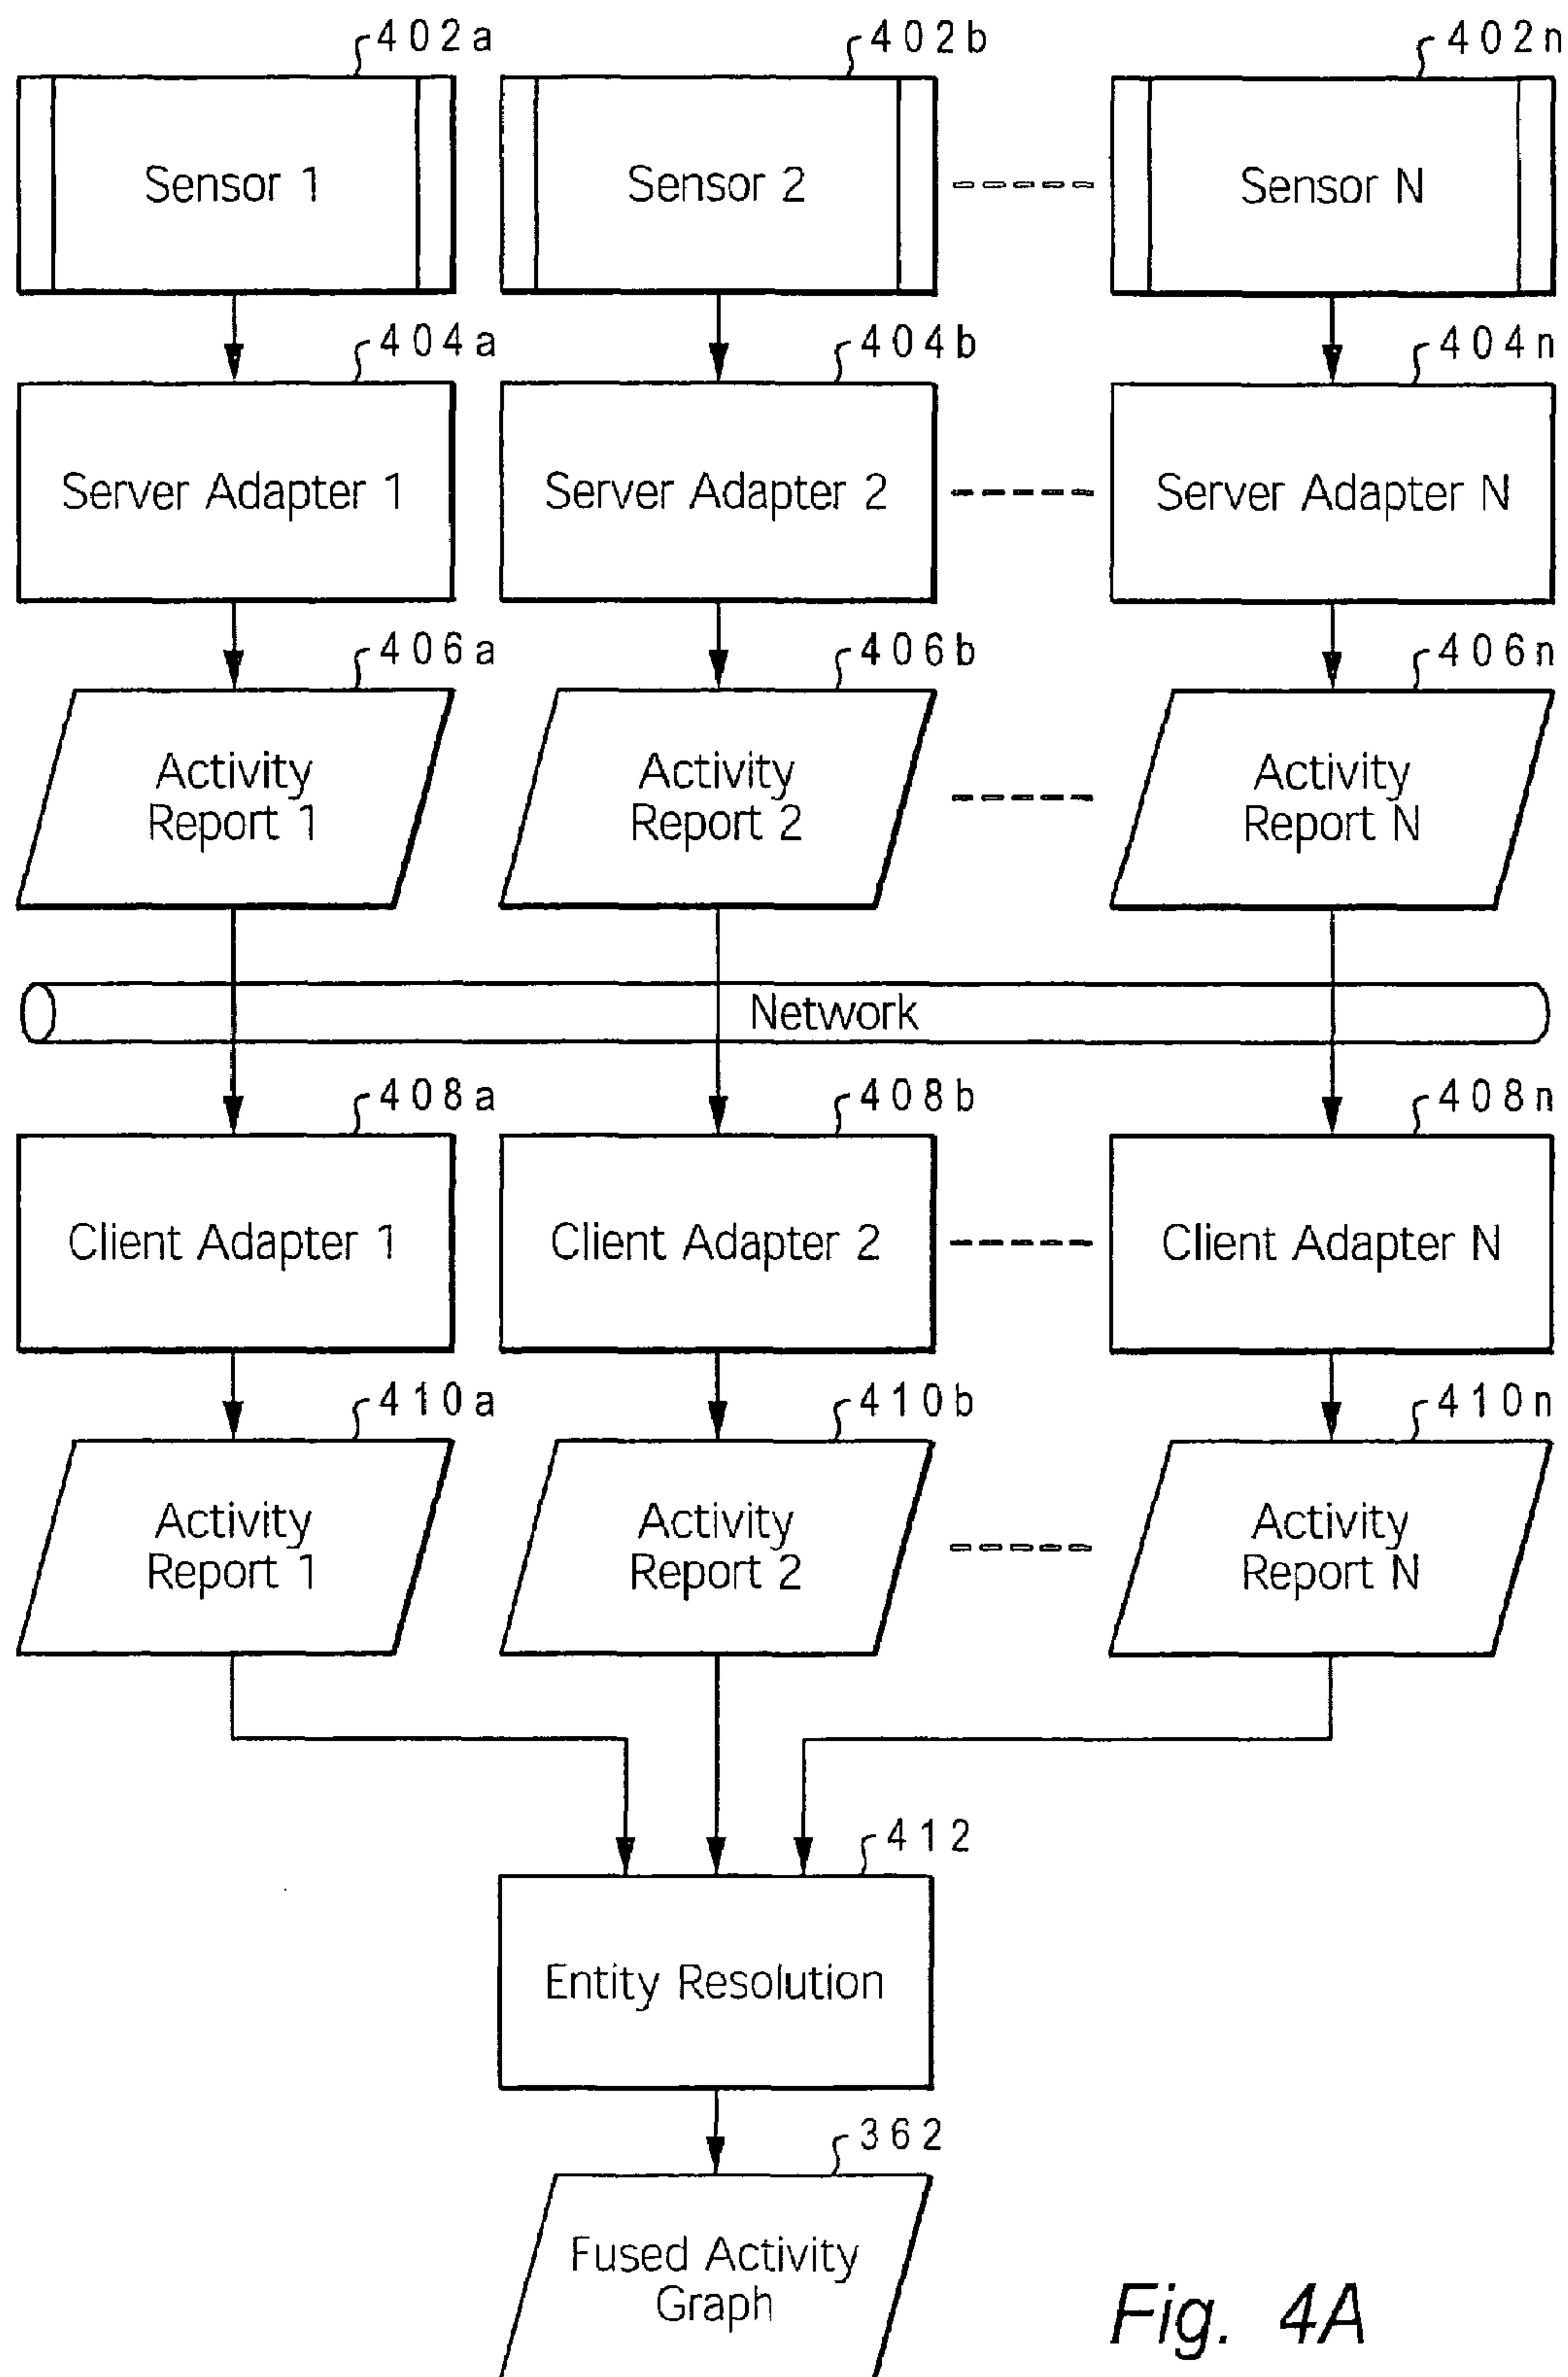 402a
402b
402n
Sensor 1
Sensor 2
Sensor N
404a
404b
404n
Server Adapter 1
Server Adapter 2
Server Adapter N
406a
406b
406n
Activity
Report 1
Activity
Report 2
Activity
Report N
Network
408a
408b
408n
Client Adapter 1
Client Adapter 2
Client Adapter N
410a
410b
410n
Activity
Report 1
Activity
Report 2
Activity
Report N
412
Entity Resolution
362
Fused Activity
Graph
Fig. 4A